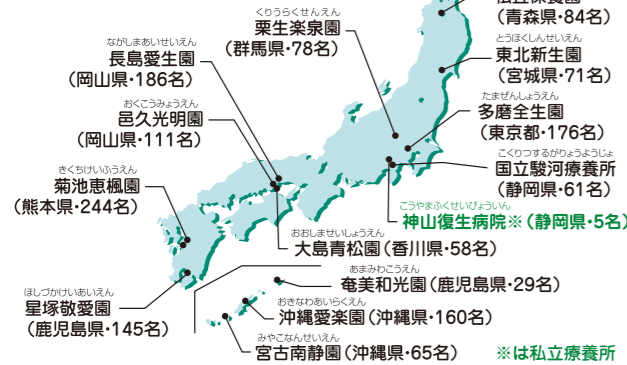 (青森県・84名)
くりうらくせんえん
栗生楽泉園
(群馬県・78名)
とうほくしんせいえん
東北新生園
(宮城県・71名)
ながしまあいせいえん
長島愛生園
(岡山県・186名)
たまぜんしょうえん
多磨全生園
(東京都・176名)
おくこうみょうえん
邑久光明園
(岡山県・111名)
こくりつするがりょうようじょ
国立駿河療養所
(静岡県・61名)
きくちけいふうえん
菊池恵楓園
(熊本県・244名)
こうやまふくせいびょういん
神山復生病院※(静岡県・5名)
おおしませいしょうえん
大島青松園(香川県・58名)
あまみわこうえん
奄美和光園(鹿児島県・29名)
ほしづかけいあいえん
星塚敬愛園
(鹿児島県・145名)
おきなわあいらくえん
沖縄愛楽園(沖縄県・160名)
みやこなんせいえん
宮古南静園(沖縄県・65名)
※は私立療養所